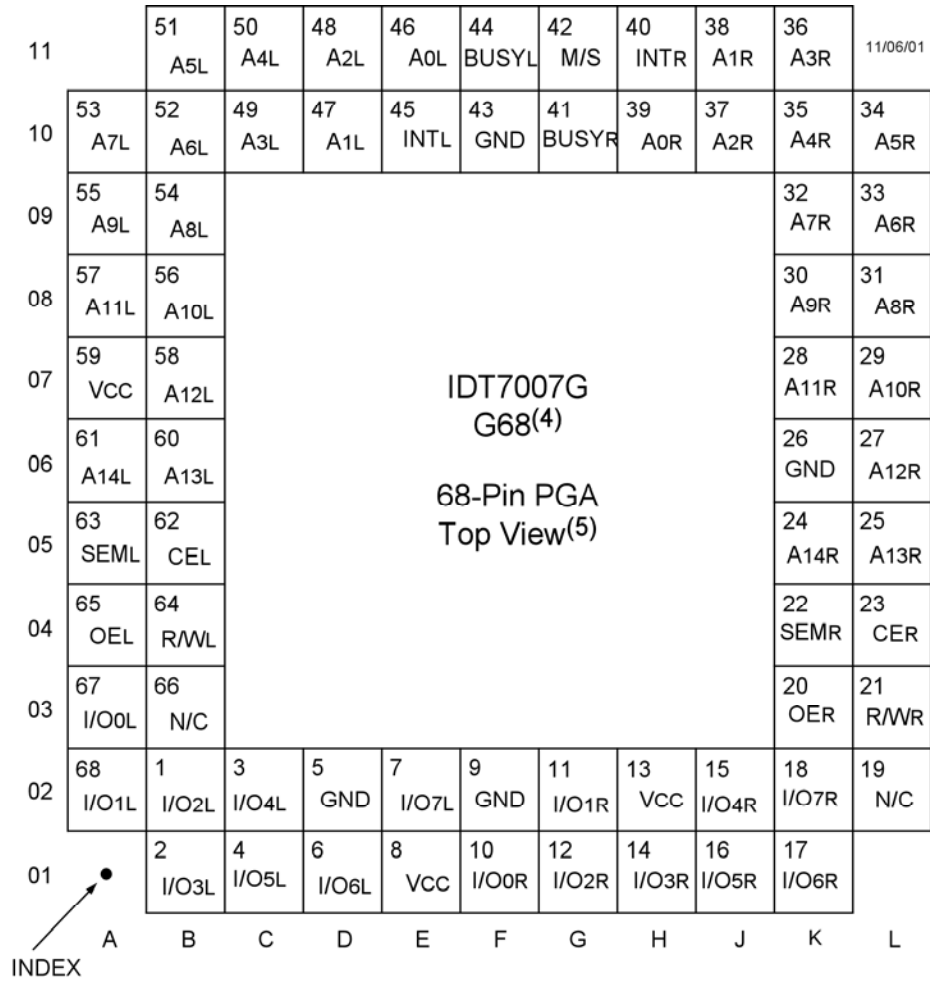 11 51 50 48 46 44 42 40 38 36 11/06/01
A5L A4L A2L A0L BUSYL M/S INTR A1R A3R
10 53 52 49 47 45 43 41 39 37 35 34
A7L A6L A3L A1L INTL GND BUSYR A0R A2R A4R A5R
09 55 54 32 33
A9L A8L A7R A6R
08 57 56 30 31
A11L A10L A9R A8R
07 59 58 28 29
VCC A12L A11R A10R
IDT7007G
G68(4)
06 61 60 26 27
A14L A13L GND A12R
68-Pin PGA
Top View(5)
05 63 62 24 25
SEML CEL A14R A13R
04 65 64 22 23
OEL R/WL SEMR CER
03 67 66 20 21
I/O0L N/C OER R/WR
02 68 1 3 5 7 9 11 13 15 18 19
I/O1L I/O2L I/O4L GND I/O7L GND I/O1R VCC I/O4R I/O7R N/C
01 2 4 6 8 10 12 14 16 17
I/O3L I/O5L I/O6L VCC I/O0R I/O2R I/O3R I/O5R I/O6R
A B C D E F G H J K L
INDEX